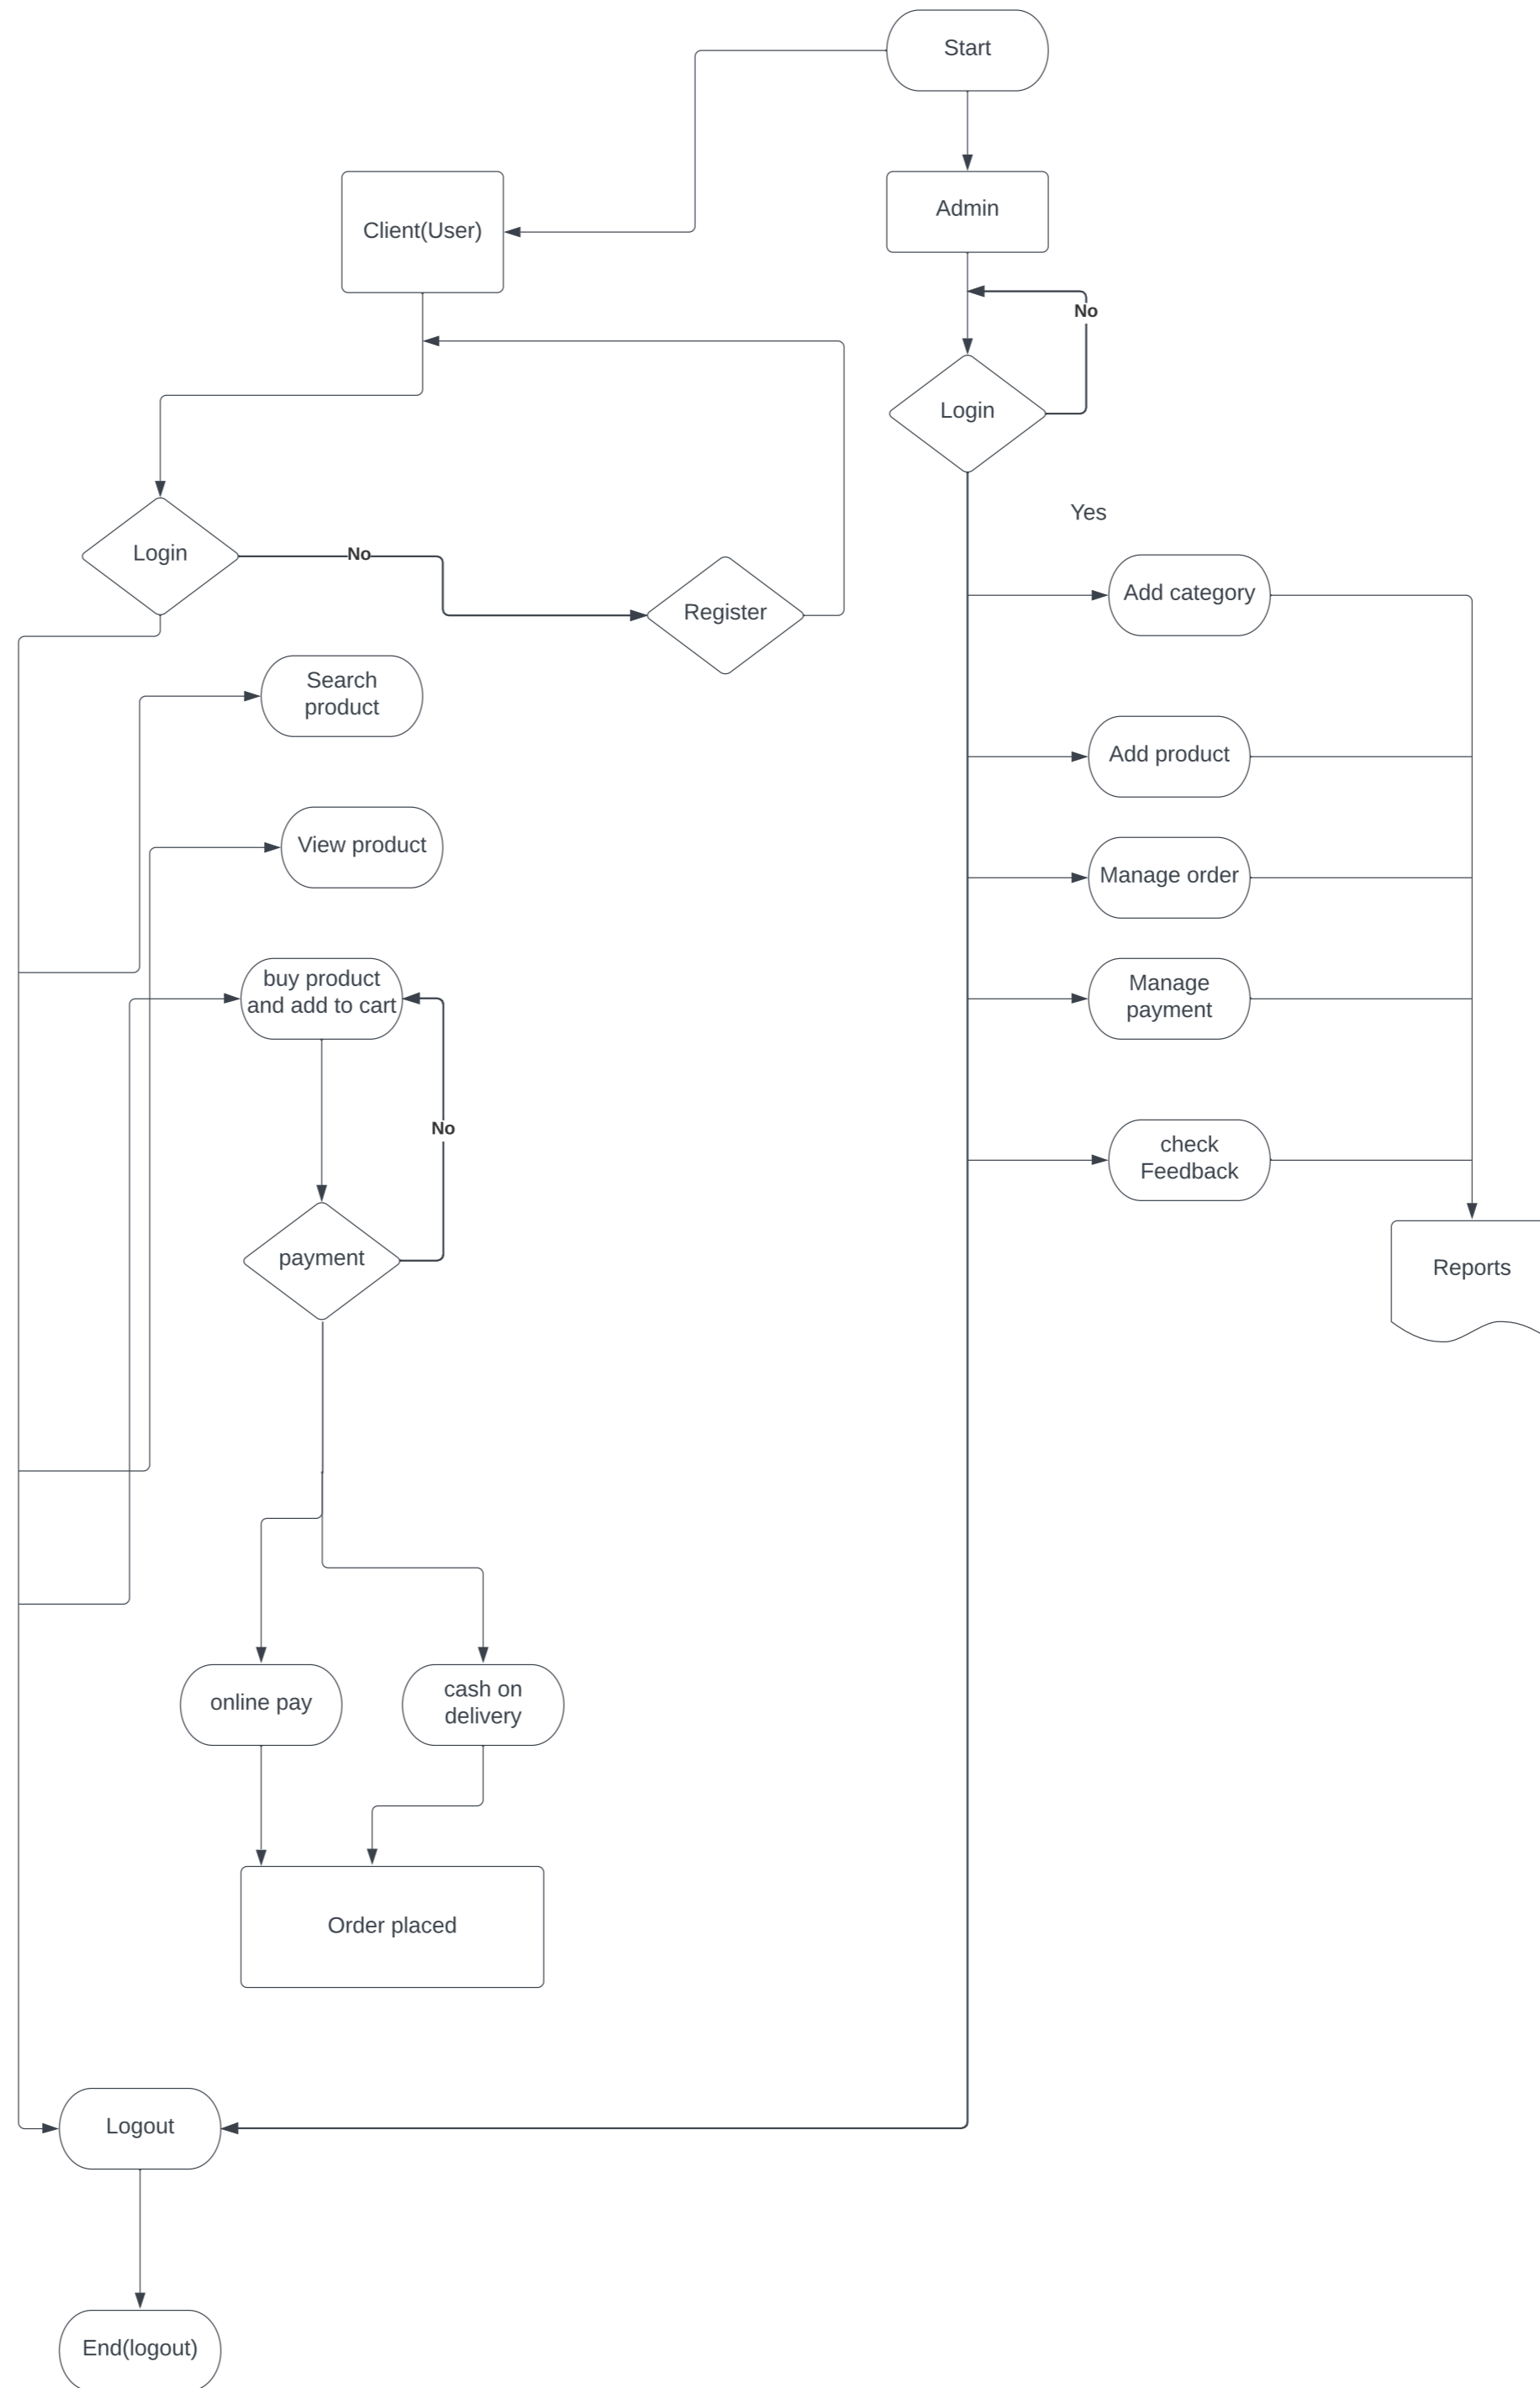 Start
Admin
Client(User)
No
Login
Yes
Login
No
Register
Add category
Search
product
Add product
View product
Manage order
buy product
and add to cart
Manage
payment
No
check
Feedback
payment
Reports
online pay
cash on
delivery
Order placed
Logout
End(logout)